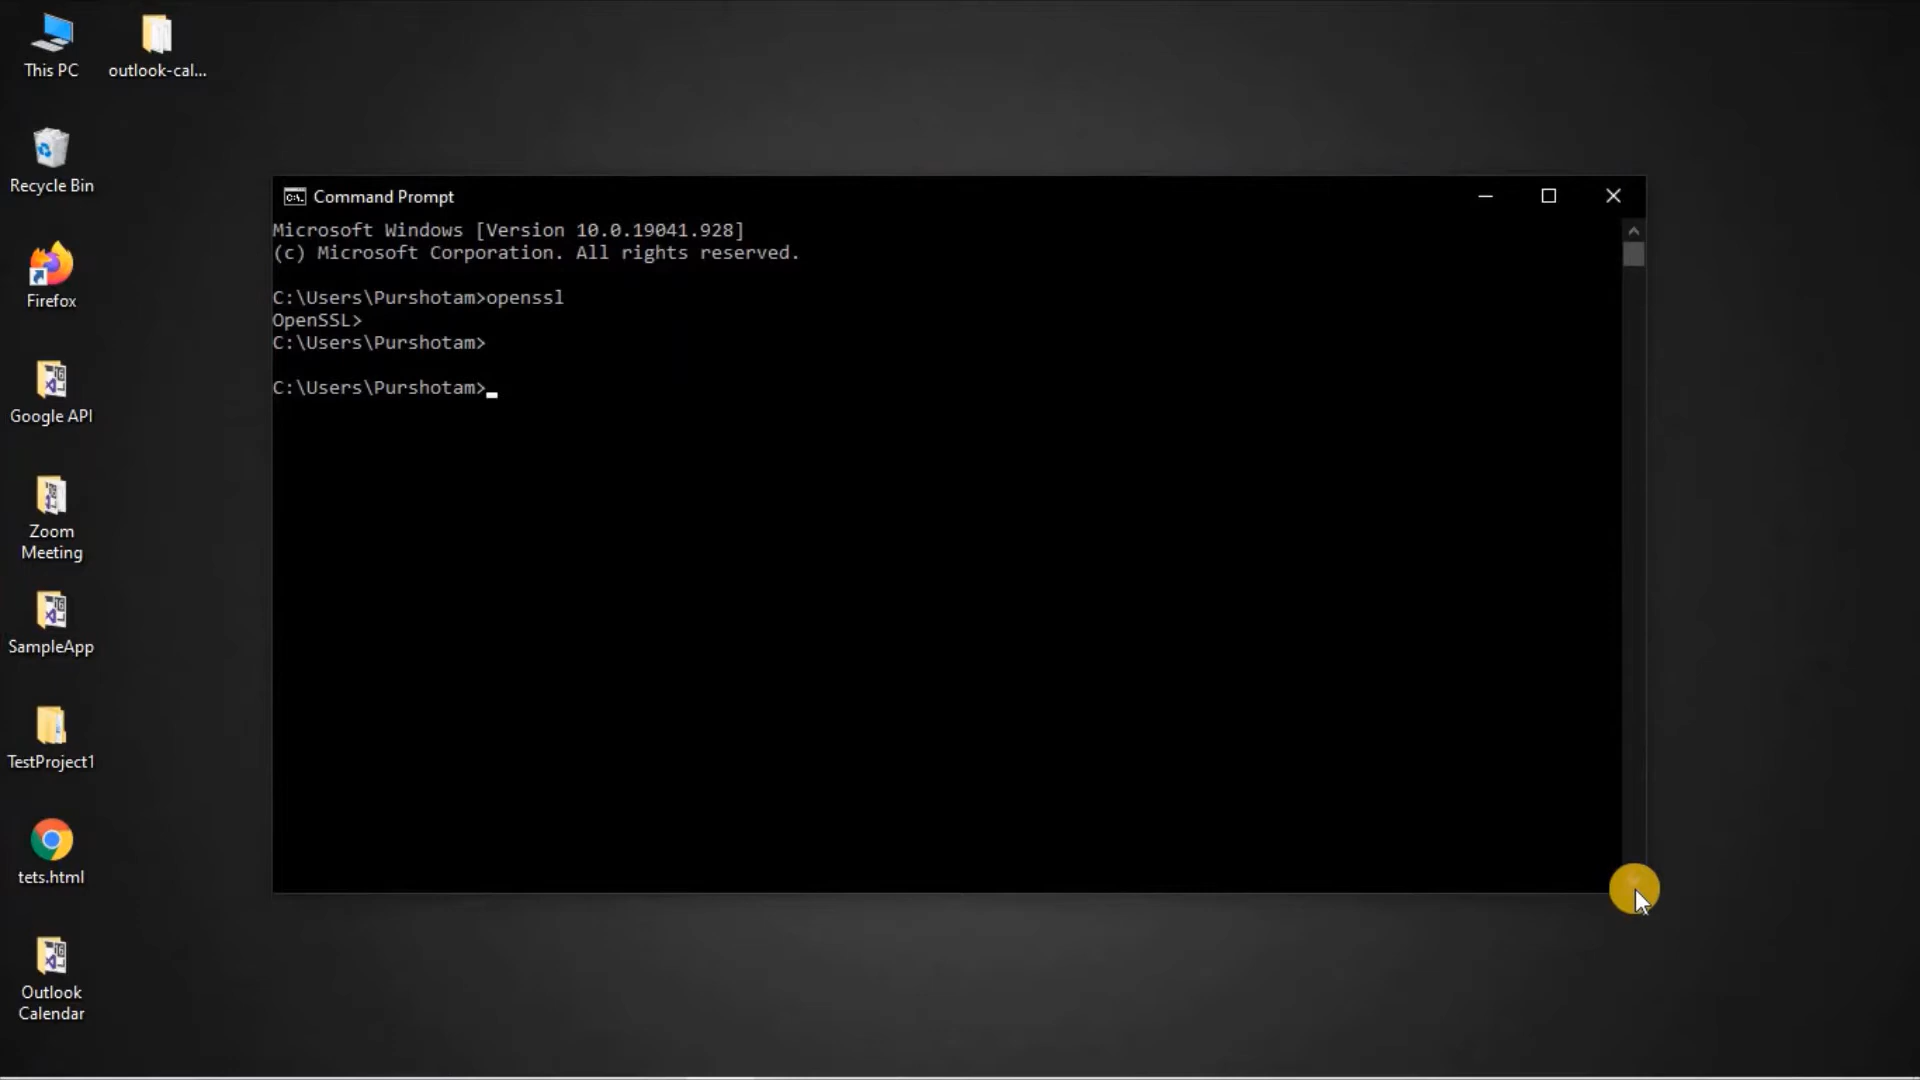 This PC
outlook-cal...
Recycle Bin
Firefox
Google API
Zoom
Meeting
SampleApp
TestProject1
tets.html
Outlook
Calendar
C:\.
Command Prompt
Microsoft Windows [Version 10.0.19041.928]
(c) Microsoft Corporation. All rights reserved.
C:\Users\Purshotam>openssl
OpenSSL>
C:\Users\Purshotam>
C:\Users\Purshotam>